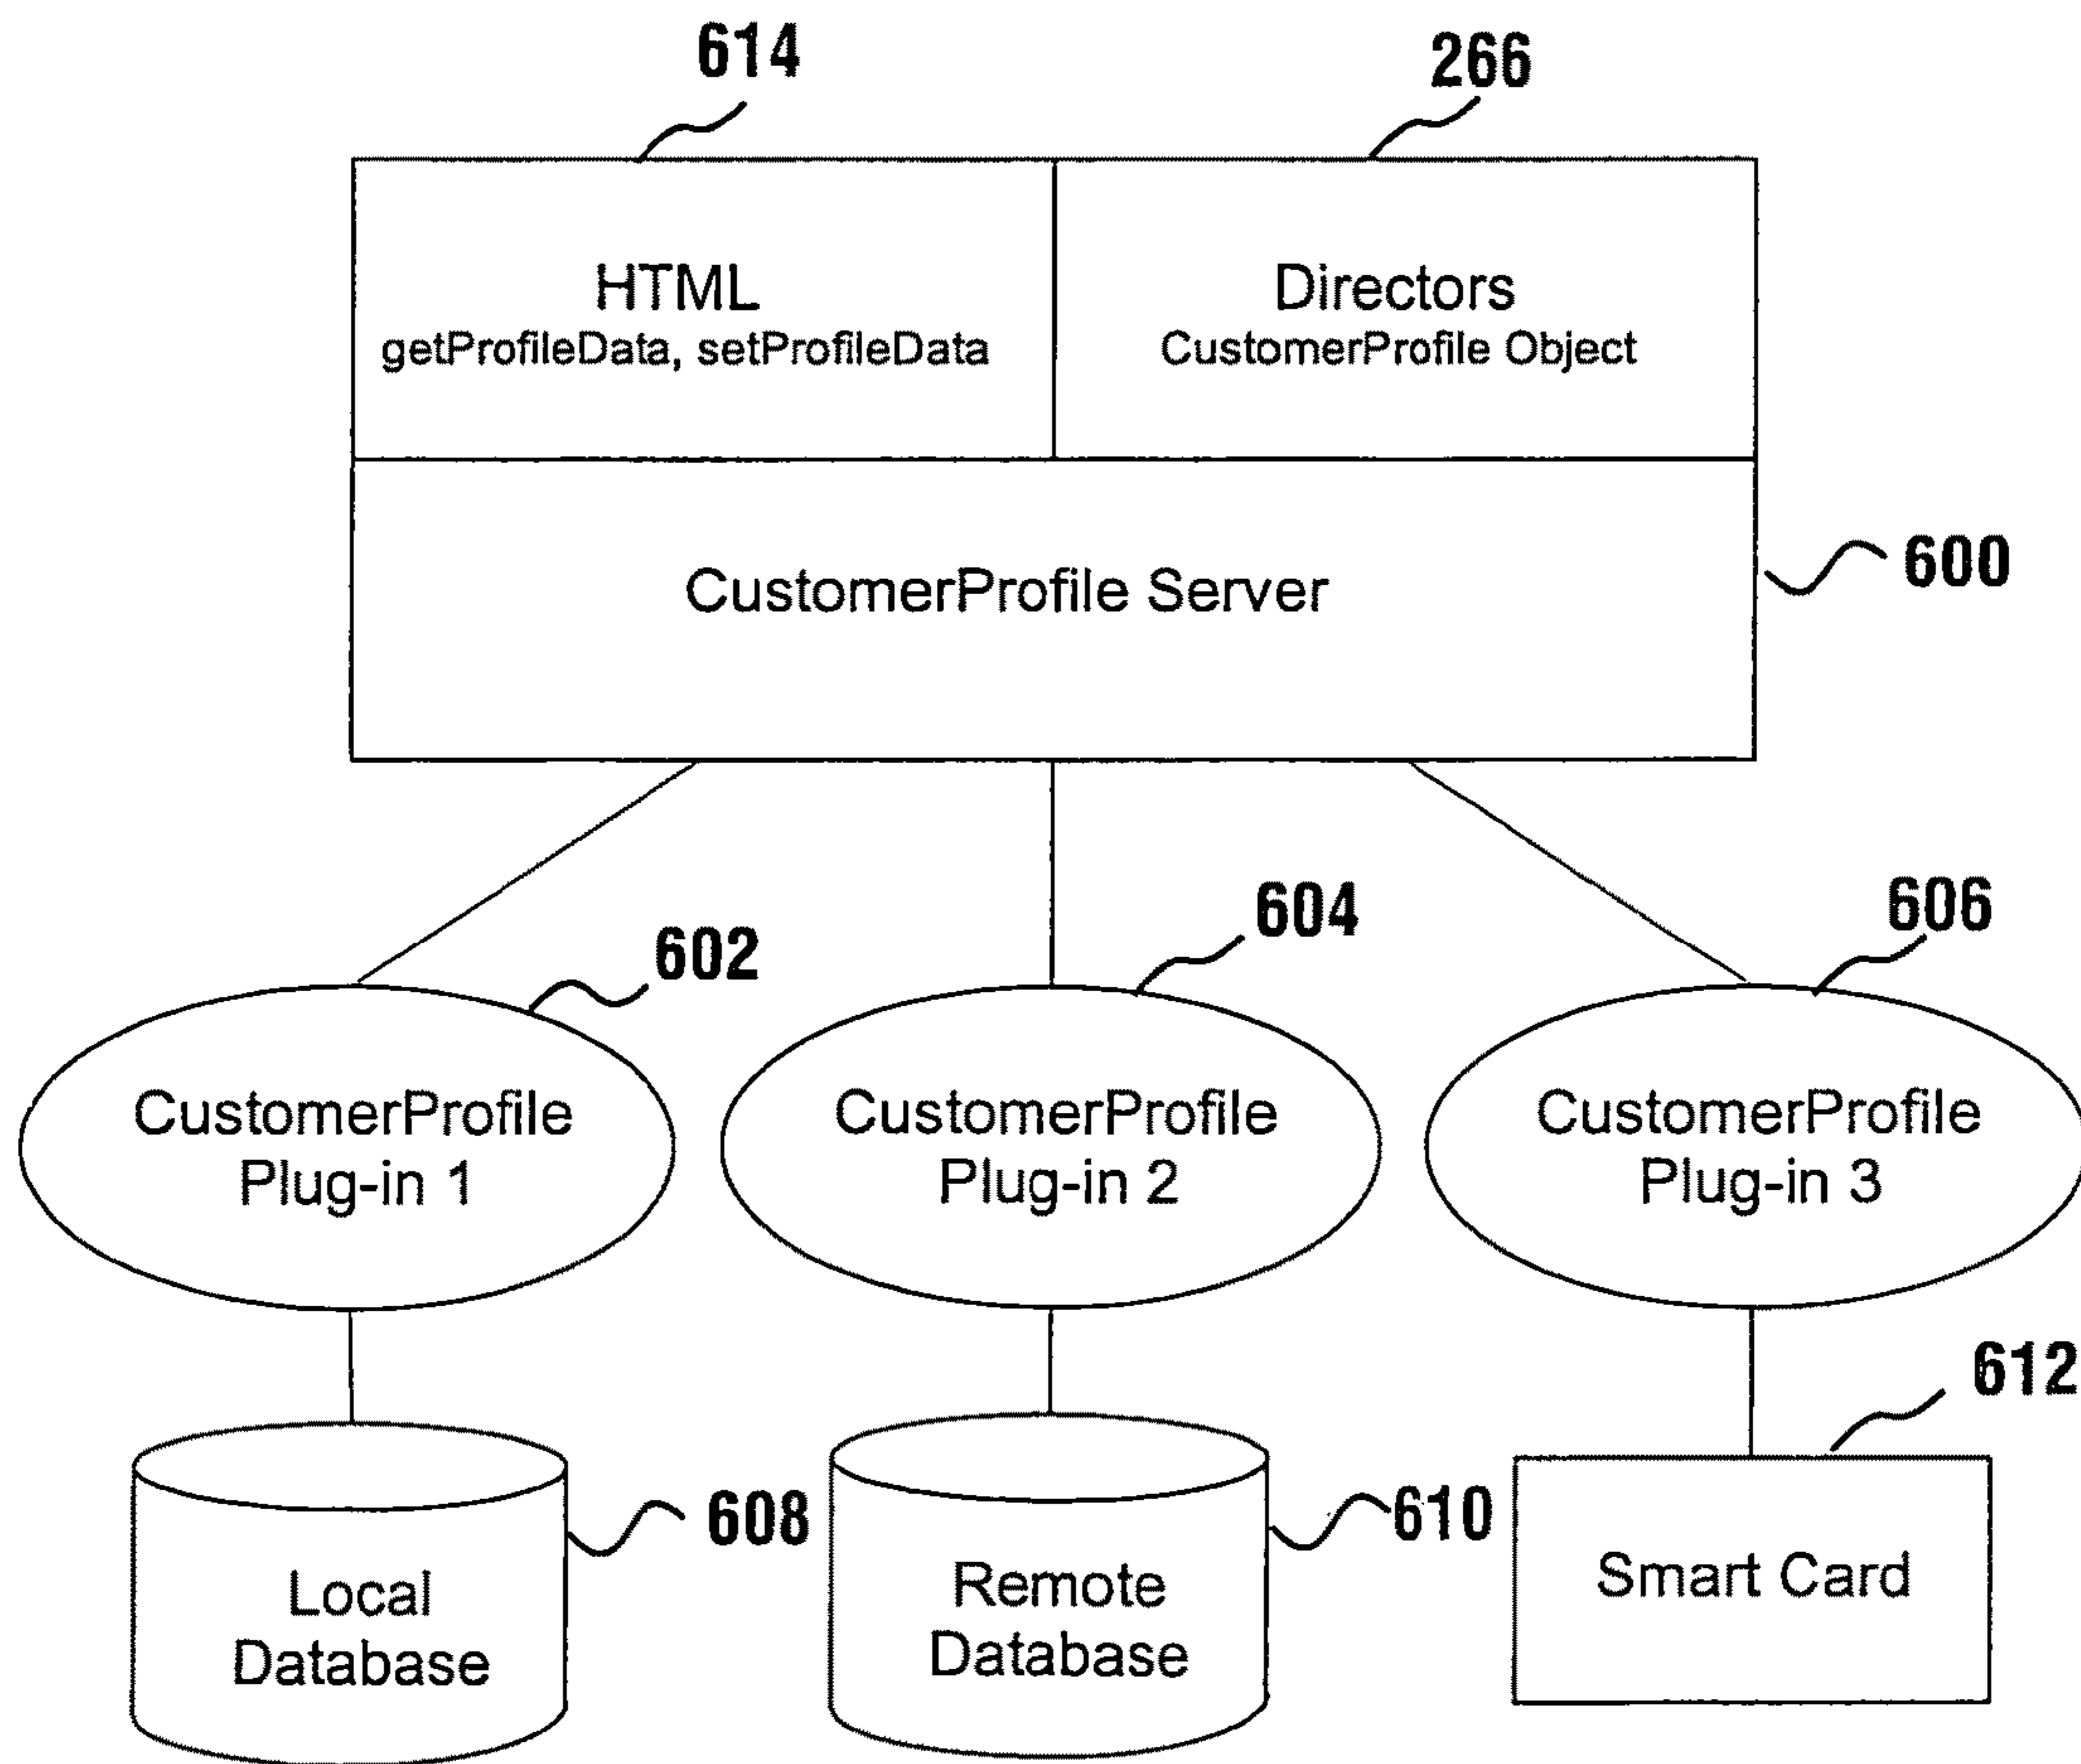 614
266
HTML
getProfileData, setProfileData
Directors
CustomerProfile Object
CustomerProfile Server
600
602
604
606
CustomerProfile
Plug-in 1
CustomerProfile
Plug-in 2
CustomerProfile
Plug-in 3
612
608
610
Local
Database
Remote
Database
Smart Card